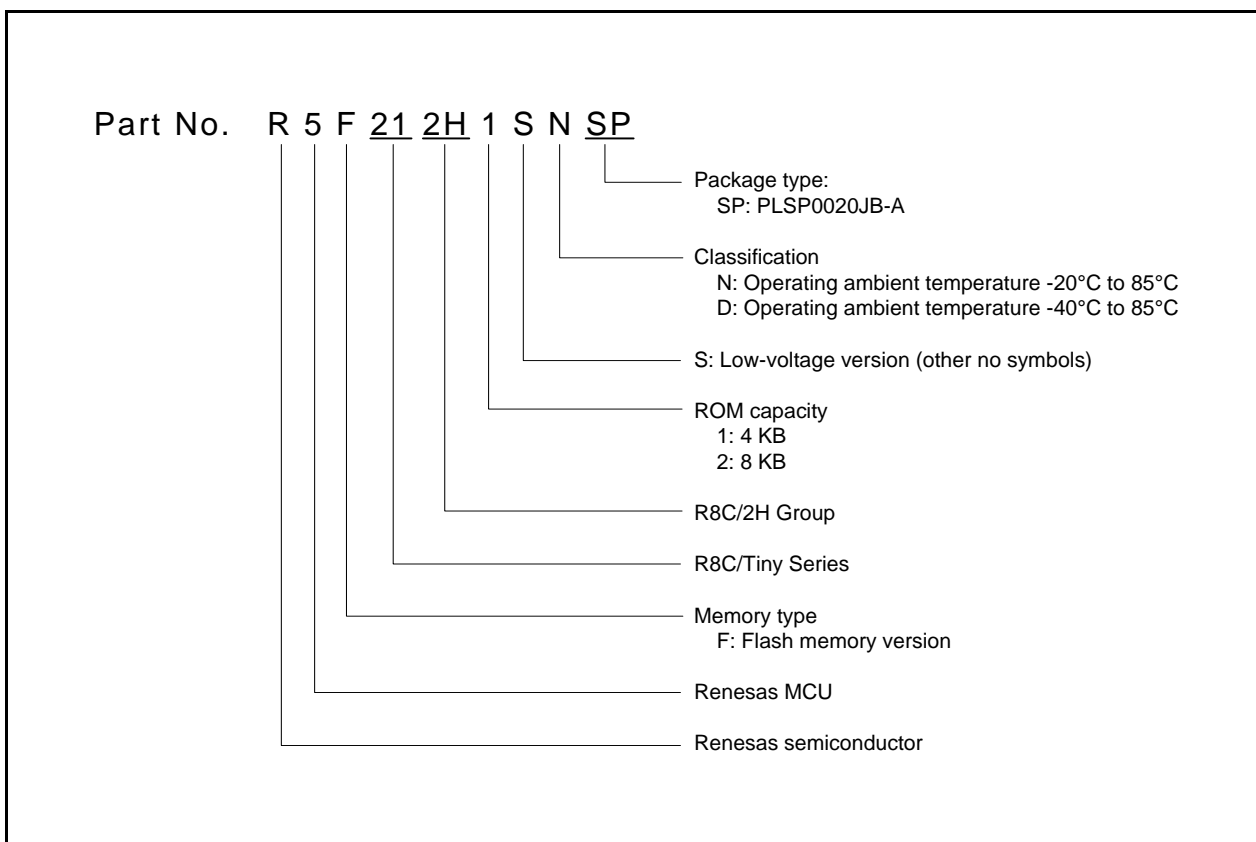 Part No. R 5 F 21 2H 1 S N SP
Package type:
SP: PLSP0020JB-A
Classification
N: Operating ambient temperature -20°C to 85°C
D: Operating ambient temperature -40°C to 85°C
S: Low-voltage version (other no symbols)
ROM capacity
1: 4 KB
2: 8 KB
R8C/2H Group
R8C/Tiny Series
Memory type
F: Flash memory version
Renesas MCU
Renesas semiconductor